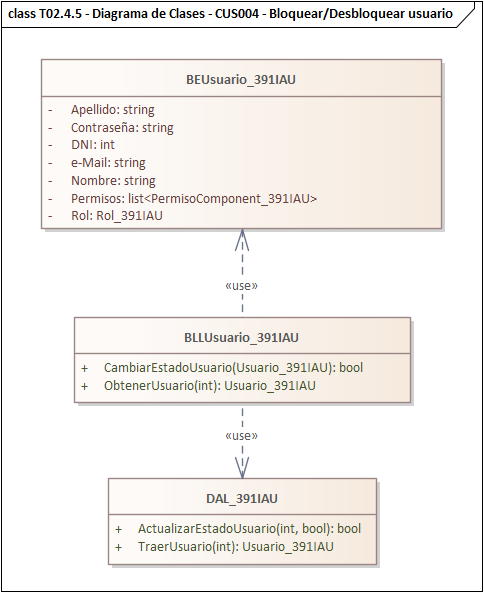 class T02.4.5 - Diagrama de Clases - CUS004 - Bloquear/Desbloquear usuario
BEUsuario_391IAU
- Apellido: string
- Contraseña: string
- DNI: int
- e-Mail: string
- Nombre: string
- Permisos: list<PermisoComponent_391IAU>
- Rol: Rol_391IAU
«use»
BLLUsuario_391IAU
+ CambiarEstadoUsuario(Usuario_391IAU): bool
+ ObtenerUsuario(int): Usuario_391IAU
«use»
DAL_391IAU
+ ActualizarEstadoUsuario(int, bool): bool
+ TraerUsuario(int): Usuario_391IAU